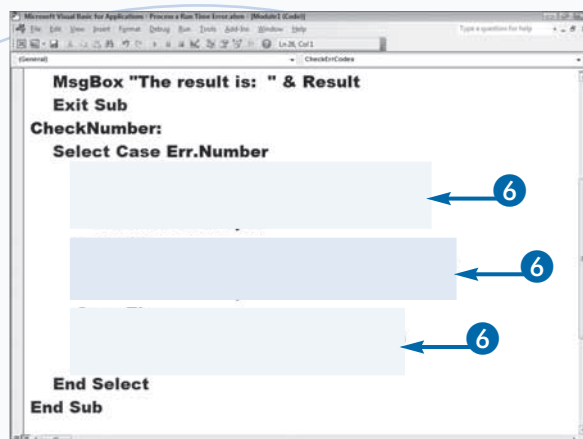 Microsoft Visual Basic for Applications - Process a Run Time Error.xlsm - [Module1 (Code)]
File Edit View Insert Format Debug Run Tools Add-Ins Window Help
Type a question for help
Ln 28, Col 1
(General)
CheckErrCodes
MsgBox "The result is: " & Result
Exit Sub
CheckNumber:
Select Case Err.Number
6
6
6
End Select
End Sub